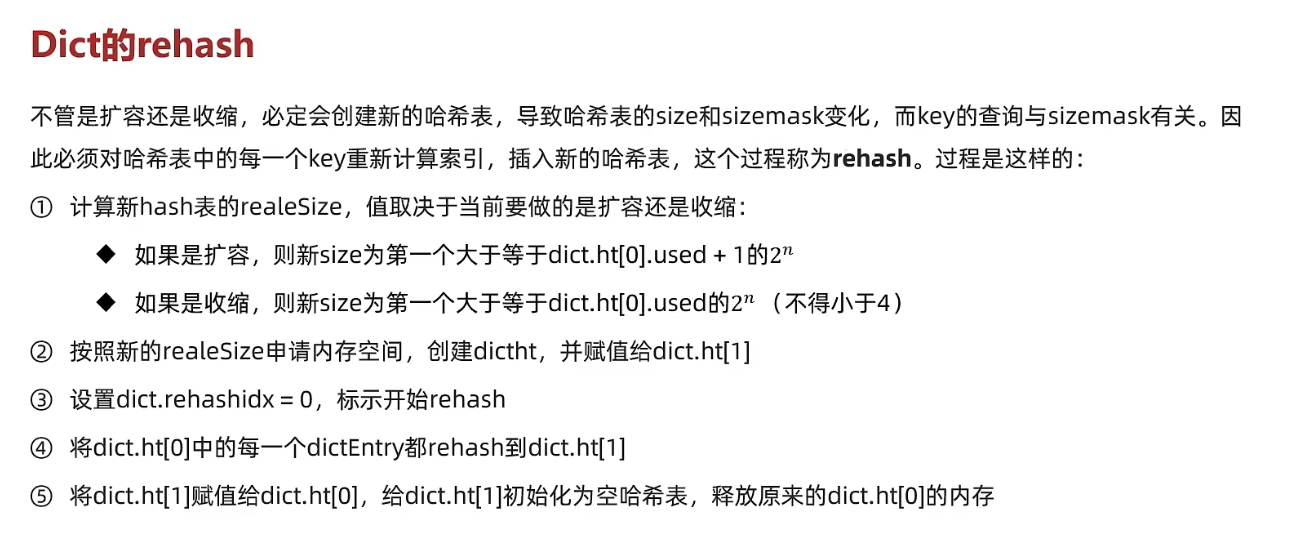 Dict的rehash
不管是扩容还是收缩，必定会创建新的哈希表，导致哈希表的size和sizemask变化，而key的查询与sizemask有关。因
此必须对哈希表中的每一个key重新计算索引，插入新的哈希表，这个过程称为rehash。过程是这样的：
① 计算新hash表的realeSize，值取决于当前要做的是扩容还是收缩：
◆ 如果是扩容，则新size为第一个大于等于dict.ht[0].used + 1的2ⁿ
◆ 如果是收缩，则新size为第一个大于等于dict.ht[0].used的2ⁿ（不得小于4）
② 按照新的realeSize申请内存空间，创建dictht，并赋值给dict.ht[1]
③ 设置dict.rehashidx = 0，标示开始rehash
④ 将dict.ht[0]中的每一个dictEntry都rehash到dict.ht[1]
⑤ 将dict.ht[1]赋值给dict.ht[0]，给dict.ht[1]初始化为空哈希表，释放原来的dict.ht[0]的内存